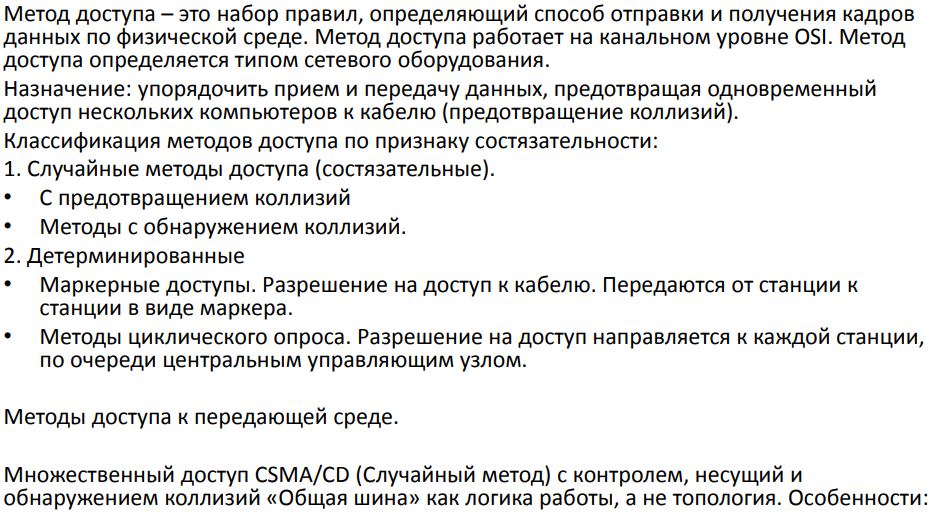 Метод доступа – это набор правил, определяющий способ отправки и получения кадров
данных по физической среде. Метод доступа работает на канальном уровне OSI. Метод
доступа определяется типом сетевого оборудования.
Назначение: упорядочить прием и передачу данных, предотвращая одновременный
доступ нескольких компьютеров к кабелю (предотвращение коллизий).
Классификация методов доступа по признаку состязательности:
1. Случайные методы доступа (состязательные).
• С предотвращением коллизий
• Методы с обнаружением коллизий.
2. Детерминированные
• Маркерные доступы. Разрешение на доступ к кабелю. Передаются от станции к
станции в виде маркера.
• Методы циклического опроса. Разрешение на доступ направляется к каждой станции,
по очереди центральным управляющим узлом.
Методы доступа к передающей среде.
Множественный доступ CSMA/CD (Случайный метод) с контролем, несущий и
обнаружением коллизий «Общая шина» как логика работы, а не топология. Особенности: